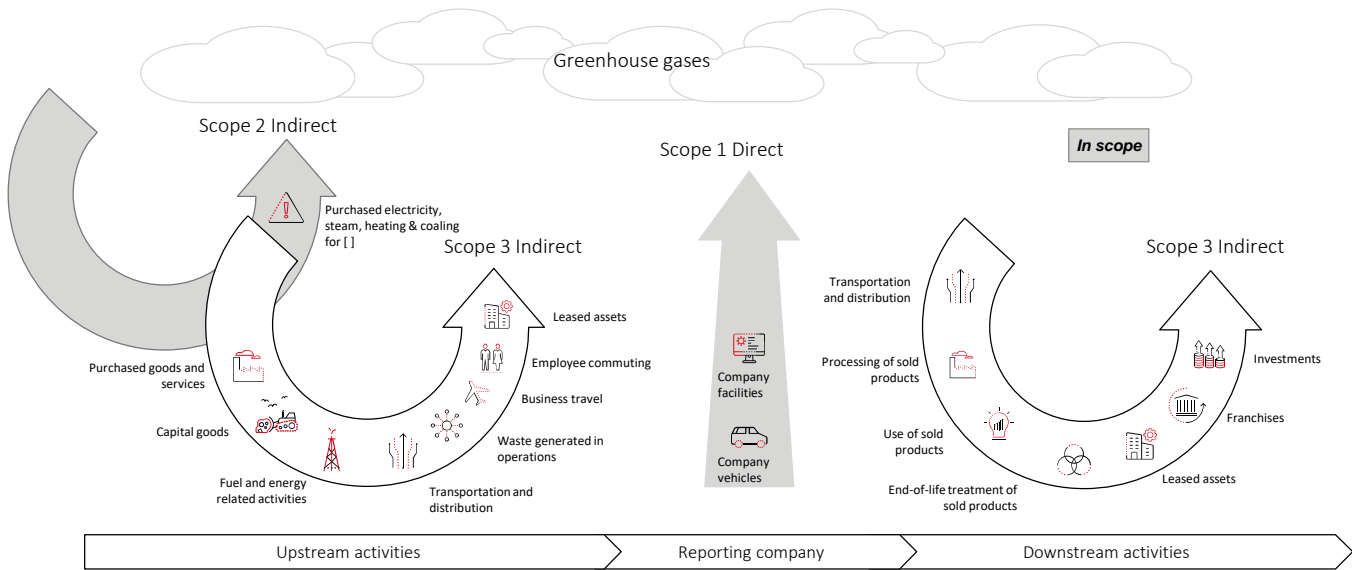 Greenhouse gases
Scope 2 Indirect
Scope 1 Direct
In scope
Purchased electricity,
steam, heating & coaling
for [ ]
Scope 3 Indirect
Leased assets
Employee commuting
Business travel
Waste generated in
operations
Transportation and
distribution
Fuel and energy
related activities
Capital goods
Purchased goods and
services
Company
facilities
Company
vehicles
Scope 3 Indirect
Transportation
and distribution
Processing of sold
products
Use of sold
products
End-of-life treatment of
sold products
Leased assets
Franchises
Investments
Upstream activities
Reporting company
Downstream activities